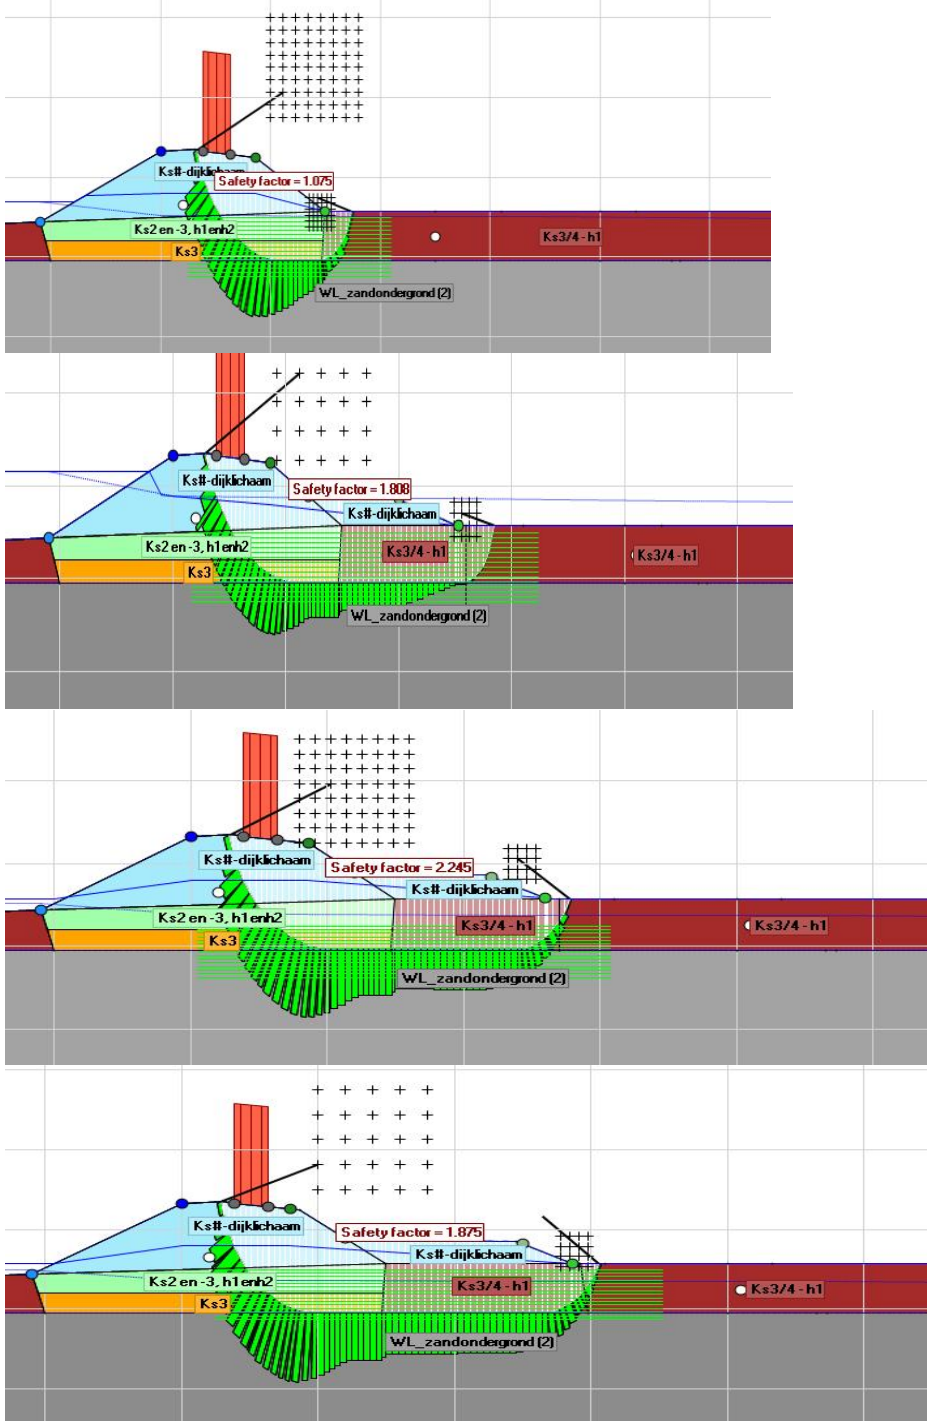 Ks#-dijklichaam
Safety factor = 1.075
Ks2 en -3, h1enh2
Ks3/4 - h1
Ks3
WL_zandondergrond (2)
Ks#-dijklichaam
Safety factor = 1.808
Ks#-dijklichaam
Ks2 en -3, h1enh2
Ks3/4 - h1
Ks3/4 - h1
Ks3
WL_zandondergrond (2)
Ks#-dijklichaam
Safety factor = 2.245
Ks#-dijklichaam
Ks2 en -3, h1enh2
Ks3/4 - h1
Ks3/4 - h1
Ks3
WL_zandondergrond (2)
Ks#-dijklichaam
Safety factor = 1.875
Ks#-dijklichaam
Ks2 en -3, h1enh2
Ks3/4 - h1
Ks3/4 - h1
Ks3
WL_zandondergrond (2)